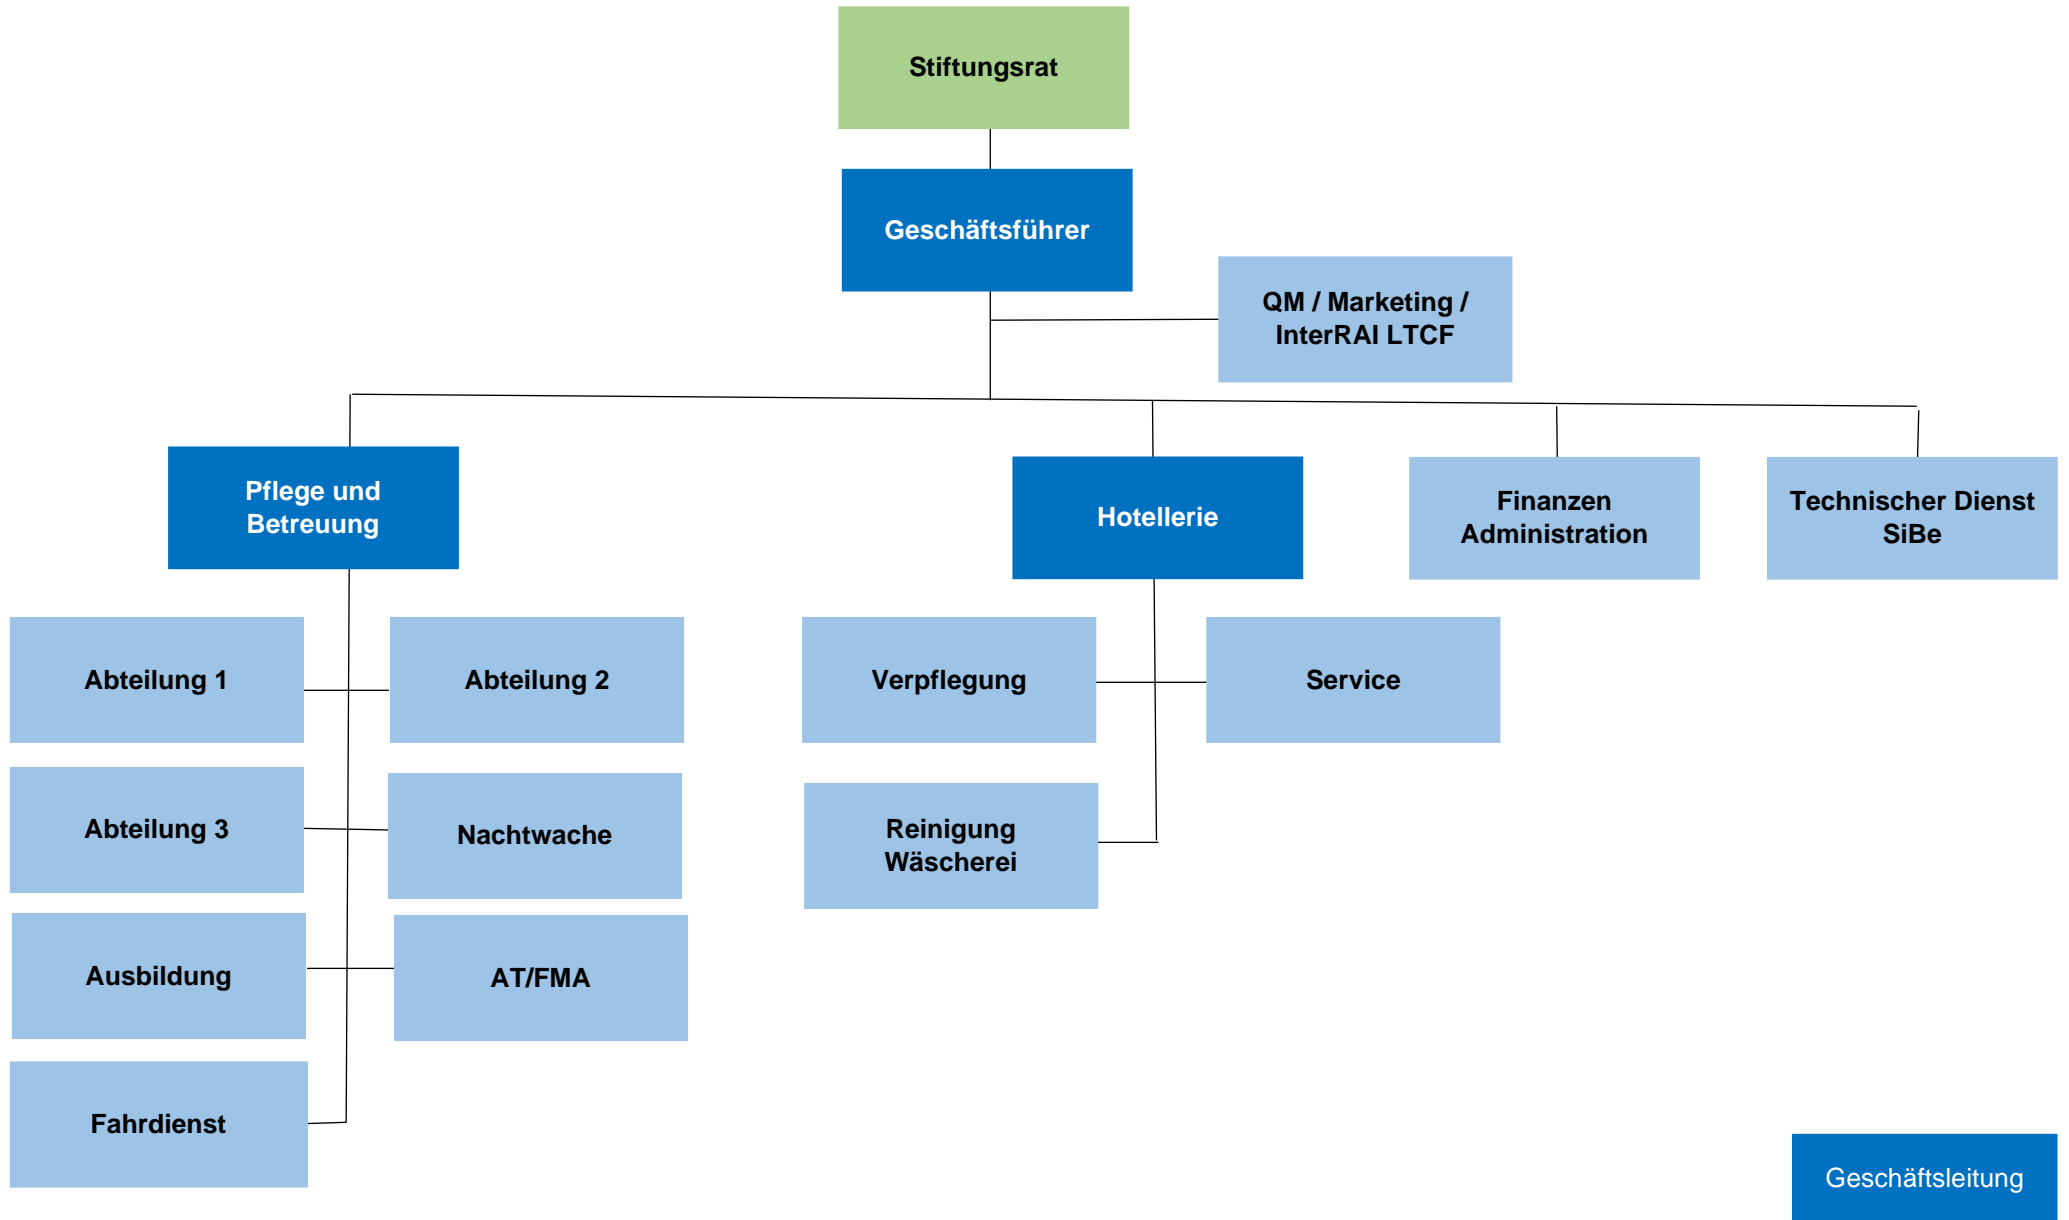 Stiftungsrat
Geschäftsführer
QM / Marketing /
InterRAI LTCF
Pflege und
Betreuung
Hotellerie
Finanzen
Administration
Technischer Dienst
SiBe
Abteilung 1
Abteilung 2
Verpflegung
Service
Abteilung 3
Nachtwache
Reinigung
Wäscherei
Ausbildung
AT/FMA
Fahrdienst
Geschäftsleitung